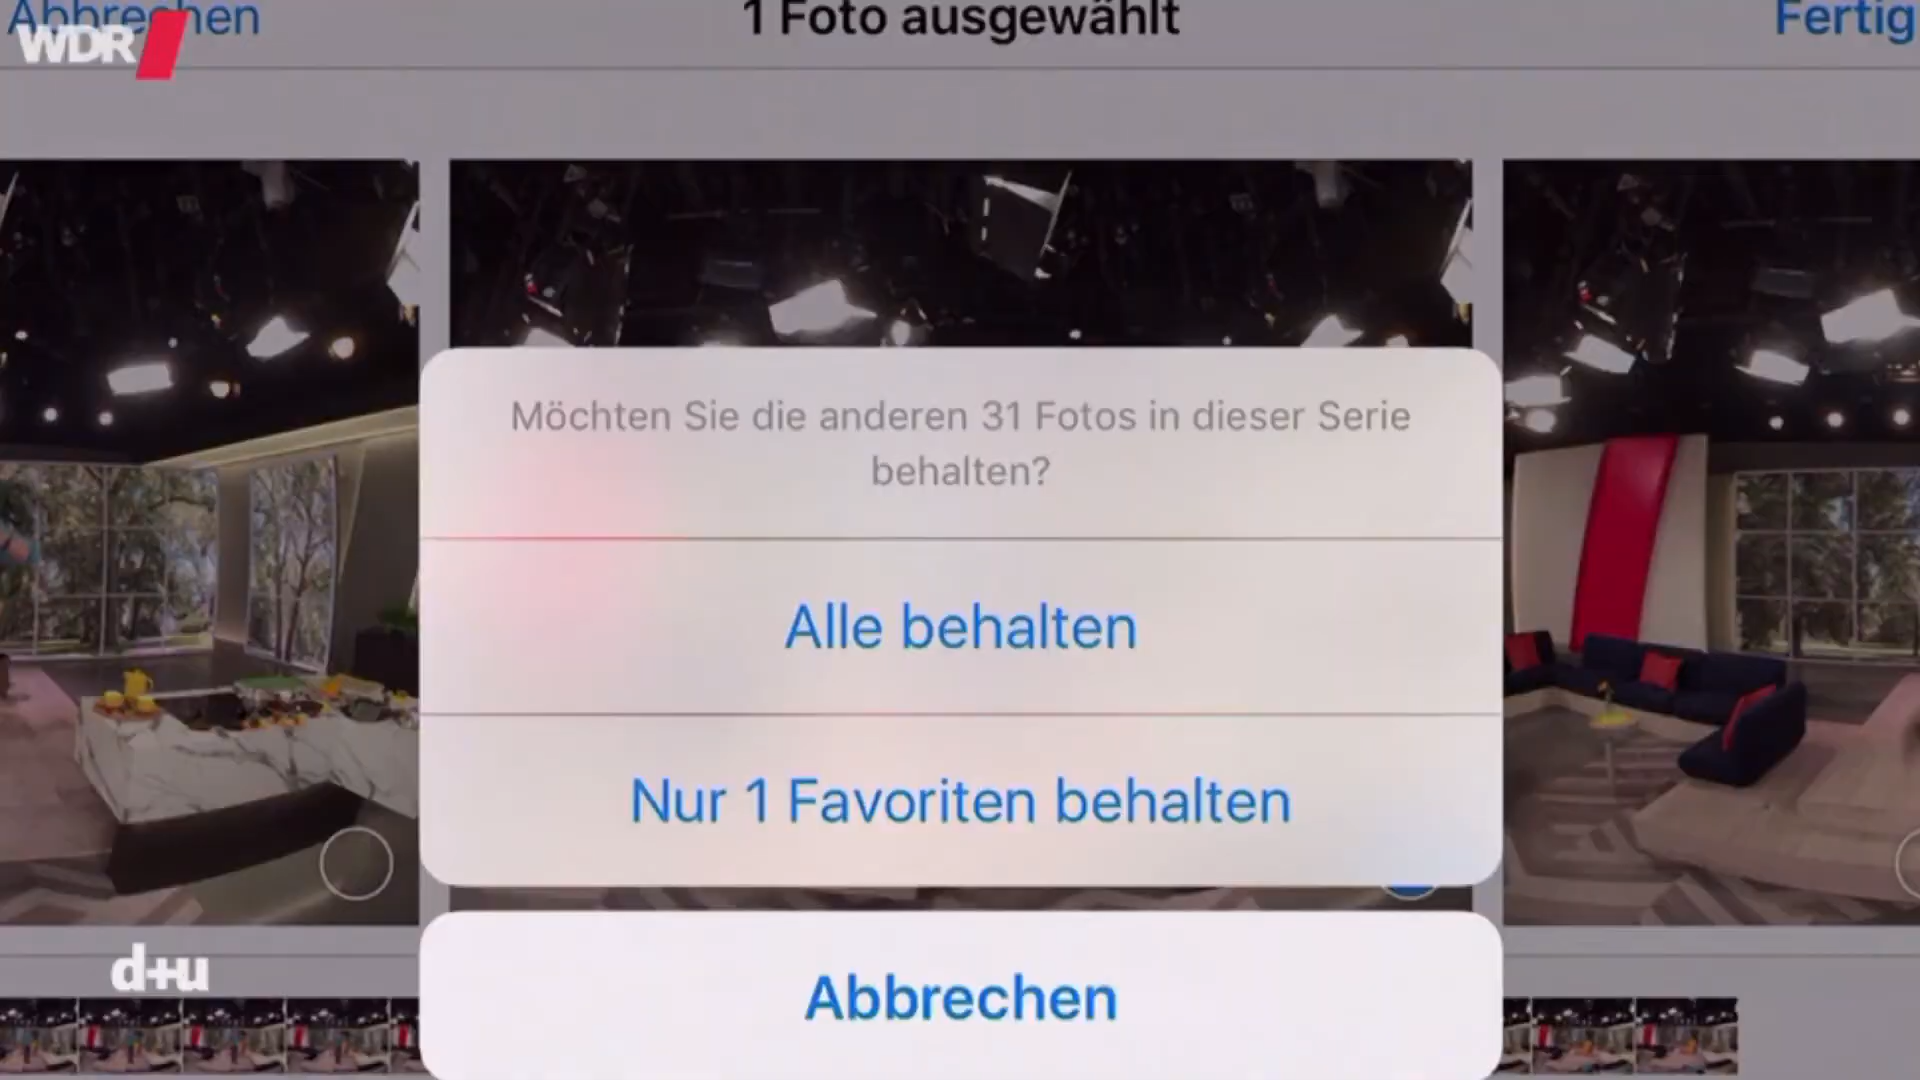 Abbrechen
1 Foto ausgewählt
Fertig
WDR
Möchten Sie die anderen 31 Fotos in dieser Serie
behalten?
Alle behalten
Nur 1 Favoriten behalten
Abbrechen
d+u